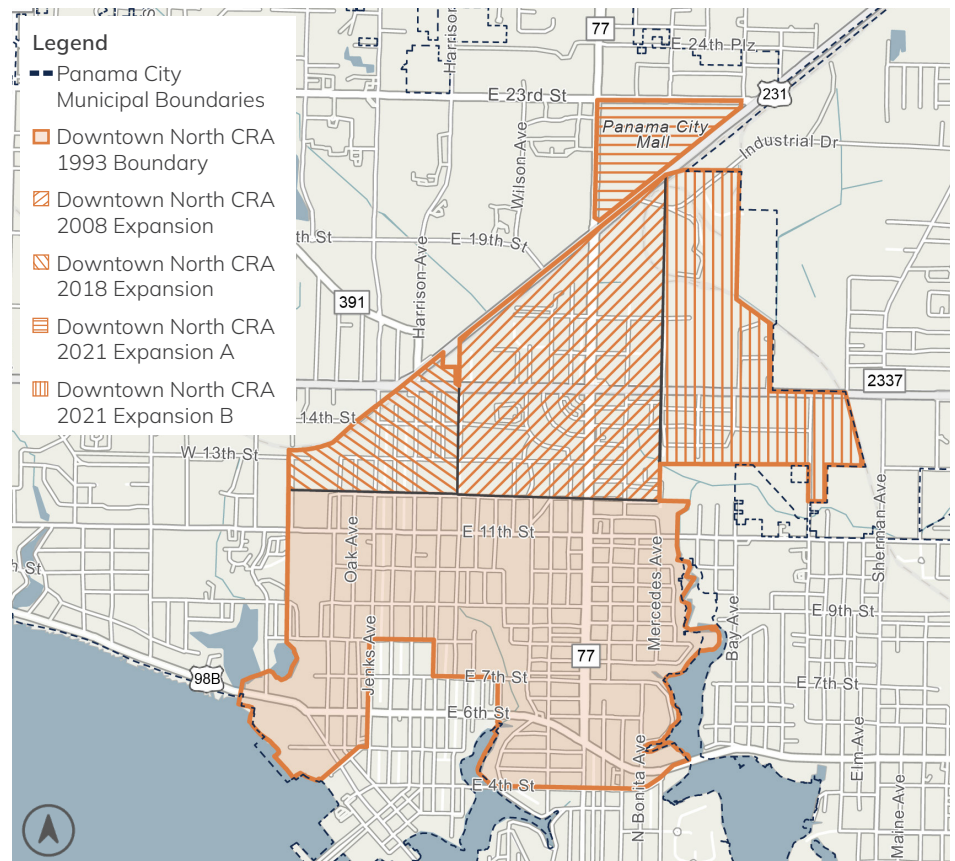 Legend
Panama City
Municipal Boundaries
Downtown North CRA
1993 Boundary
Downtown North CRA
2008 Expansion
Downtown North CRA
2018 Expansion
Downtown North CRA
2021 Expansion A
Downtown North CRA
2021 Expansion B
Harrison
77
E 24th Plz
E 23rd St
231
Panama City
Mall
Industrial Dr
Wilson Ave
th St
E 19th St
Harrison Ave
391
2337
14th St
W 13th St
Oak Ave
E 11th St
Mercedes Ave
Sherman Ave
h St
Bay Ave
E 9th St
Jenks Ave
77
98B
E 7th St
E 7th St
E 6th St
Elm Ave
N Bonita Ave
E 4th St
Maine Ave